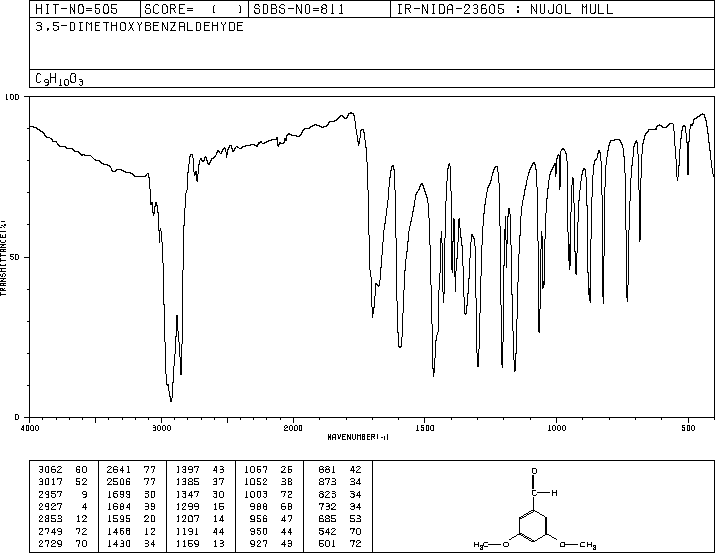 HIT-NO=505 SCORE= ( ) SDBS-NO=811 IR-NIDA-23605 : NUJOL MULL
3,5-DIMETHOXYBENZALDEHYDE
C9H10O3
100
50
0
TRANSMITTANCE(%)
4000 3000 2000 1500 1000 500
WAVENUMBER(-1)
3062 60 2641 77 1397 43 1067 26 881 42
3017 52 2506 77 1385 37 1052 38 873 34
2957 9 1699 30 1347 30 1003 72 823 34
2927 4 1684 39 1299 15 988 68 732 34
2853 12 1595 20 1207 14 956 47 685 53
2749 72 1468 12 1191 44 950 44 542 70
2729 70 1430 34 1159 13 927 43 501 72
O
C—H
CH3—O
O—CH3